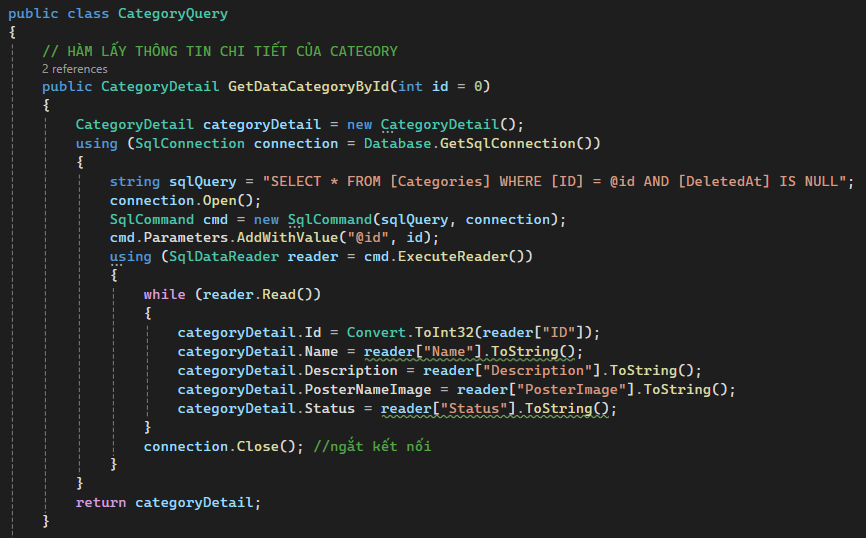 public class CategoryQuery
{
// HÀM LẤY THÔNG TIN CHI TIẾT CỦA CATEGORY
2 references
public CategoryDetail GetDataCategoryById(int id = 0)
{
CategoryDetail categoryDetail = new CategoryDetail();
using (SqlConnection connection = Database.GetSqlConnection())
{
string sqlQuery = "SELECT * FROM [Categories] WHERE [ID] = @id AND [DeletedAt] IS NULL";
connection.Open();
SqlCommand cmd = new SqlCommand(sqlQuery, connection);
cmd.Parameters.AddWithValue("@id", id);
using (SqlDataReader reader = cmd.ExecuteReader())
{
while (reader.Read())
{
categoryDetail.Id = Convert.ToInt32(reader["ID"]);
categoryDetail.Name = reader["Name"].ToString();
categoryDetail.Description = reader["Description"].ToString();
categoryDetail.PosterNameImage = reader["PosterImage"].ToString();
categoryDetail.Status = reader["Status"].ToString();
}
connection.Close(); //ngắt kết nối
}
}
return categoryDetail;
}